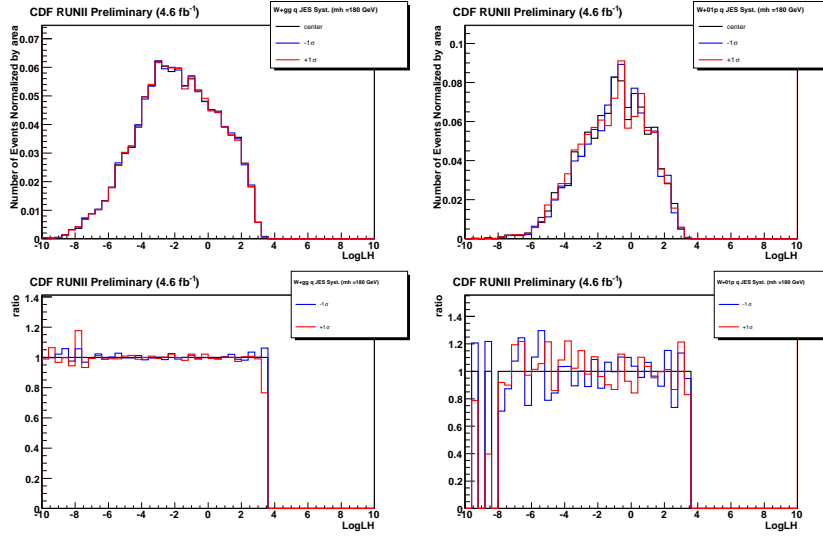 CDF RUNII Preliminary (4.6 fb⁻¹)
W+gg q JES Syst. (mh =180 GeV)
center
-1σ
+1σ
Number of Events Normalized by area
0.07
0.06
0.05
0.04
0.03
0.02
0.01
0
-10 -8 -6 -4 -2 0 2 4 6 8 10
LogLH
CDF RUNII Preliminary (4.6 fb⁻¹)
W+01p q JES Syst. (mh =180 GeV)
center
-1σ
+1σ
Number of Events Normalized by area
0.1
0.08
0.06
0.04
0.02
0
-10 -8 -6 -4 -2 0 2 4 6 8 10
LogLH
CDF RUNII Preliminary (4.6 fb⁻¹)
W+gg q JES Syst. (mh =180 GeV)
-1σ
+1σ
ratio
1.4
1.2
1
0.8
0.6
0.4
0.2
0
-10 -8 -6 -4 -2 0 2 4 6 8 10
LogLH
CDF RUNII Preliminary (4.6 fb⁻¹)
W+01p q JES Syst. (mh =180 GeV)
-1σ
+1σ
ratio
1.4
1.2
1
0.8
0.6
0.4
0.2
0
-10 -8 -6 -4 -2 0 2 4 6 8 10
LogLH